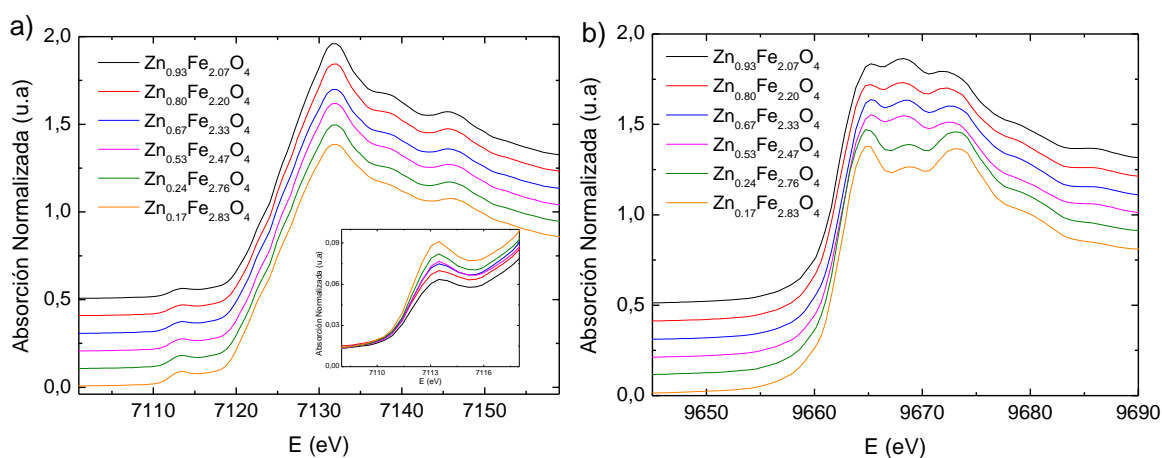 a)
Absorción Normalizada (u.a)
2,0
1,5
1,0
0,5
0,0
Zn0.93Fe2.07O4
Zn0.80Fe2.20O4
Zn0.67Fe2.33O4
Zn0.53Fe2.47O4
Zn0.24Fe2.76O4
Zn0.17Fe2.83O4
Absorción Normalizada (u.a)
0,09
0,06
0,03
0,00
7110 7113 7116
E (eV)
7110 7120 7130 7140 7150
E (eV)
b)
Absorción Normalizada (u.a)
2,0
1,5
1,0
0,5
0,0
Zn0.93Fe2.07O4
Zn0.80Fe2.20O4
Zn0.67Fe2.33O4
Zn0.53Fe2.47O4
Zn0.24Fe2.76O4
Zn0.17Fe2.83O4
9650 9660 9670 9680 9690
E (eV)